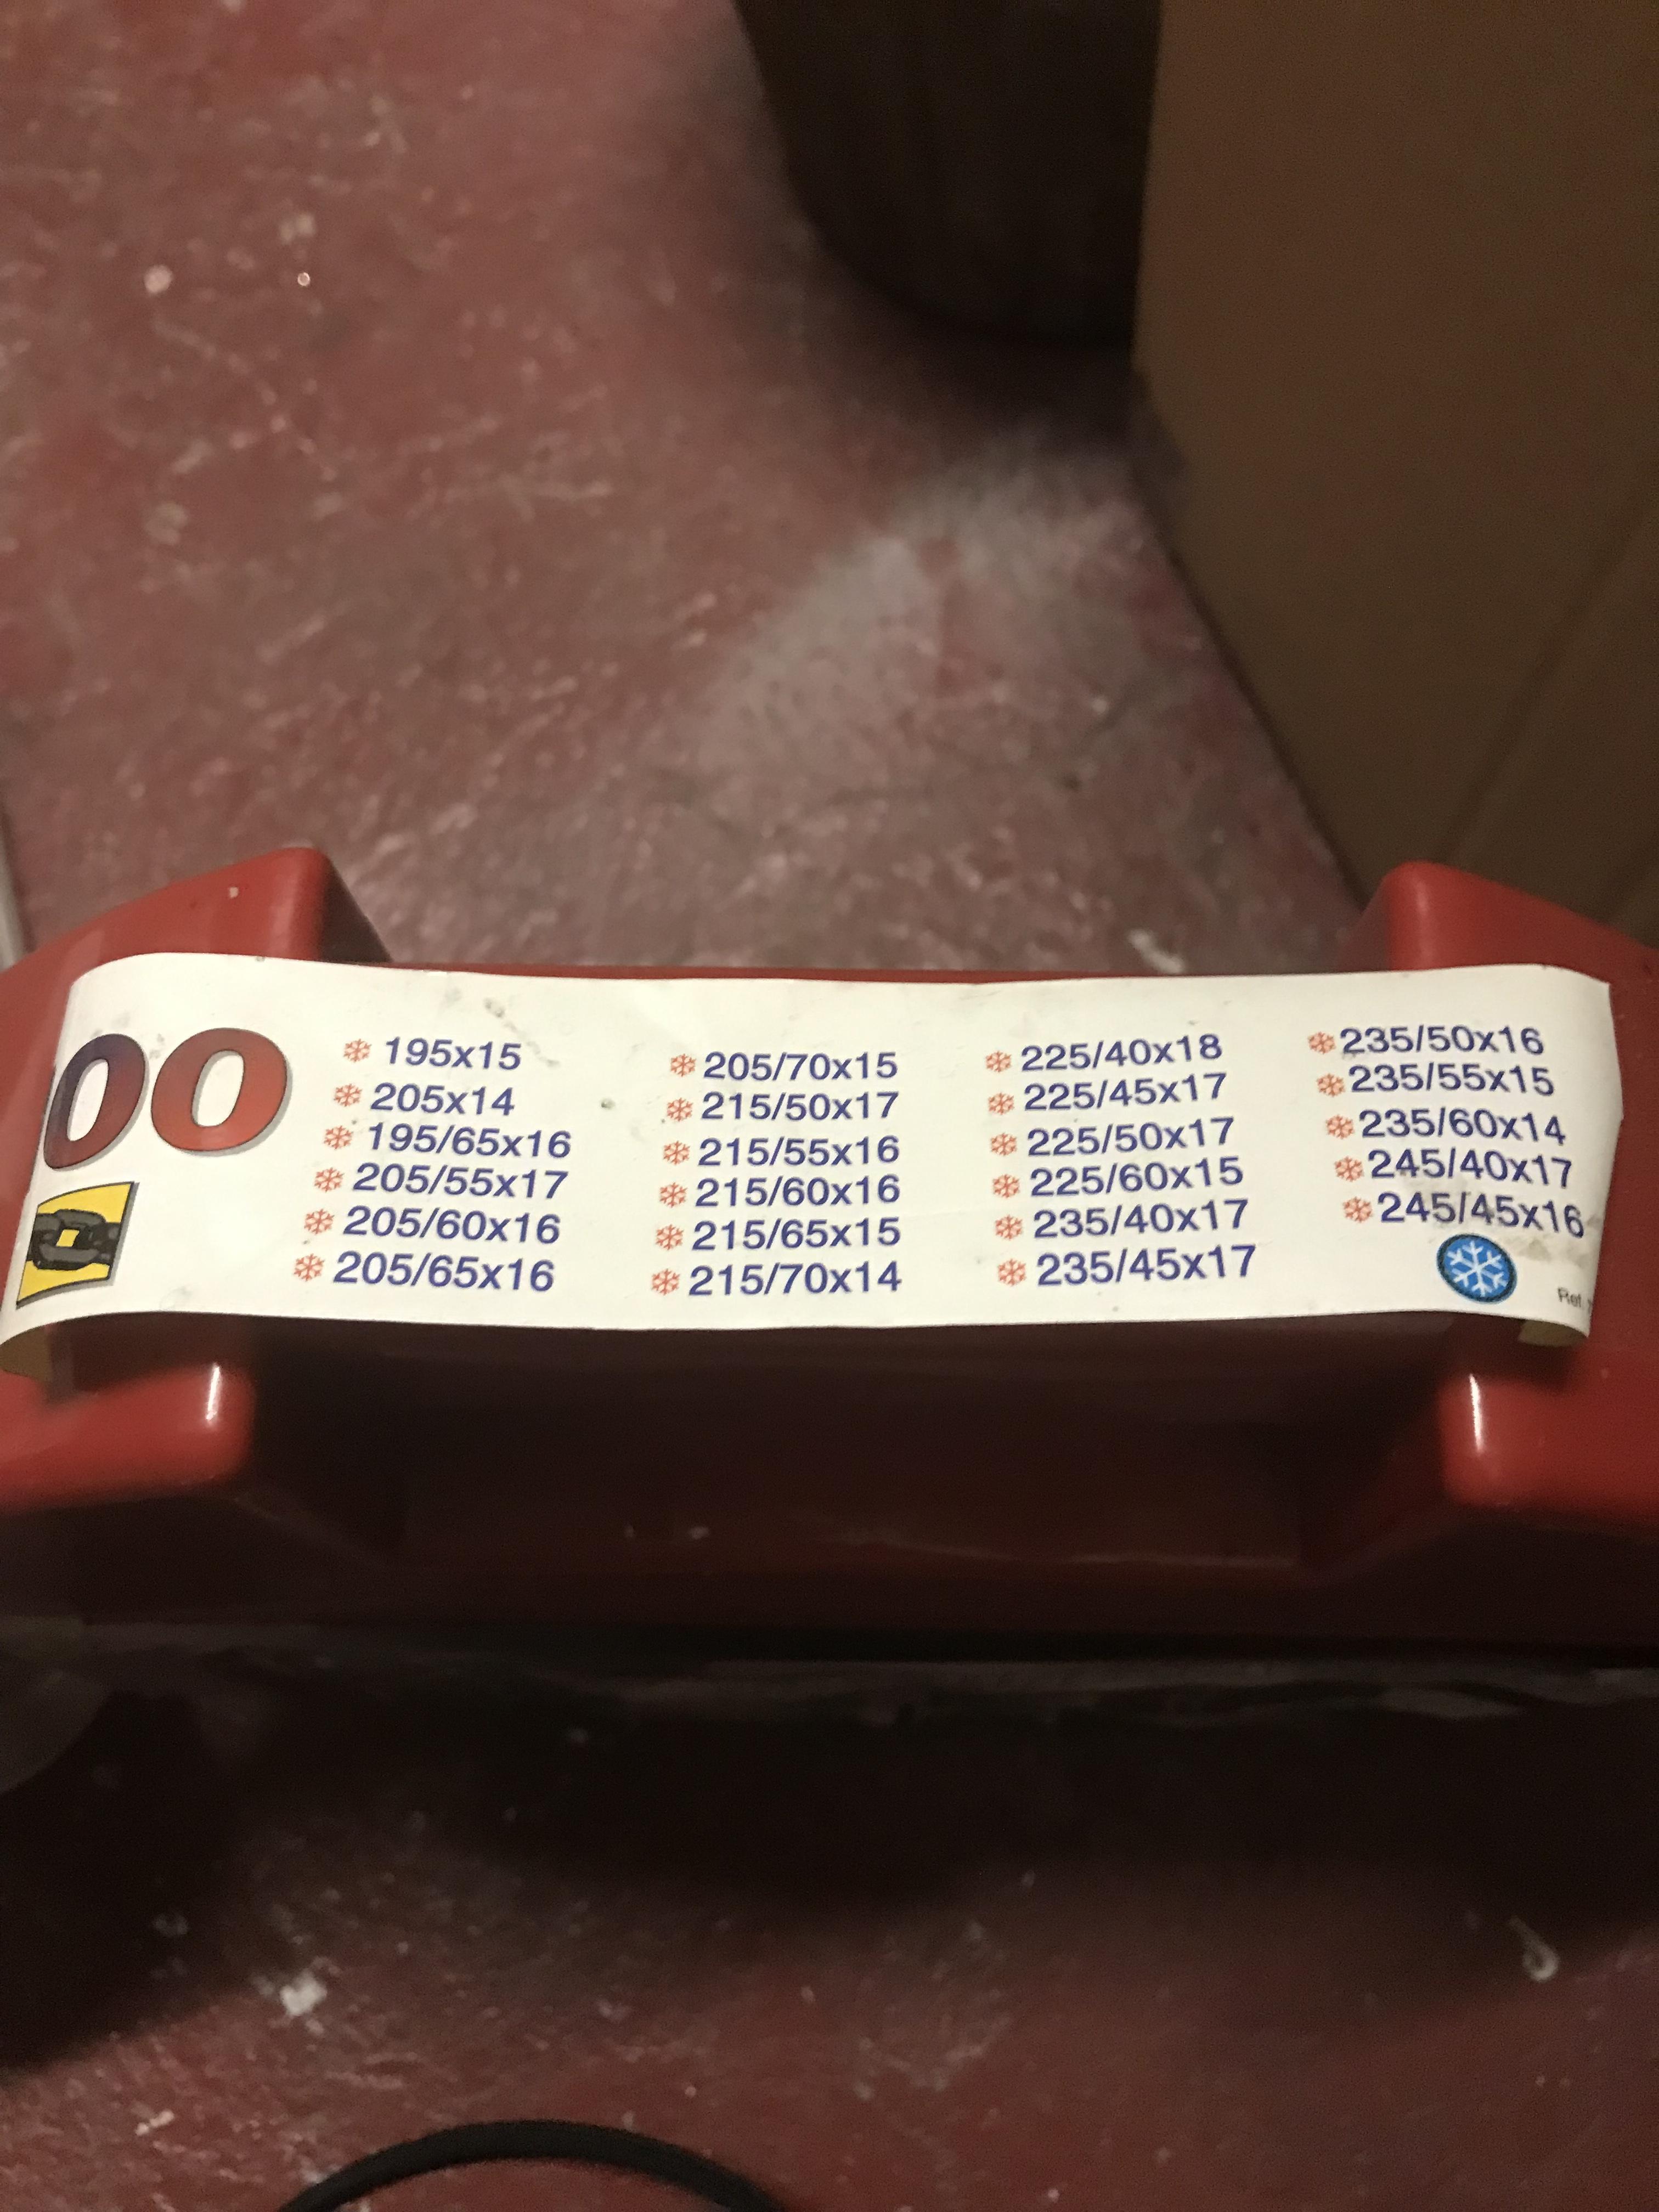 00
195x15
205x14
195/65x16
205/55x17
205/60x16
205/65x16
205/70x15
215/50x17
215/55x16
215/60x16
215/65x15
215/70x14
225/40x18
225/45x17
225/50x17
225/60x15
235/40x17
235/45x17
235/50x16
235/55x15
235/60x14
245/40x17
245/45x16
Ref.